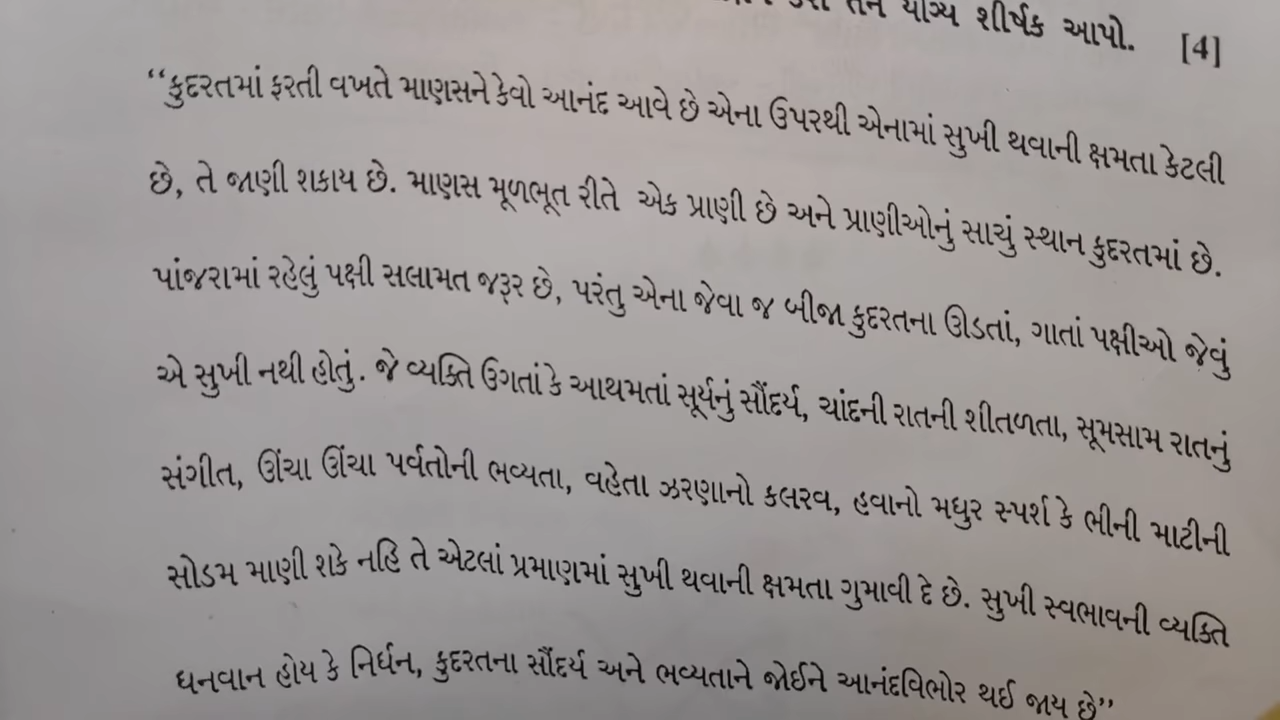 તેને યોગ્ય શીર્ષક આપો. [4]
“કુદરતમાં ફરતી વખતે માણસને કેવો આનંદ આવે છે એના ઉપરથી એનામાં સુખી થવાની ક્ષમતા કેટલી
છે, તે જાણી શકાય છે. માણસ મૂળભૂત રીતે એક પ્રાણી છે અને પ્રાણીઓનું સાચું સ્થાન કુદરતમાં છે.
પાંજરામાં રહેલું પક્ષી સલામત જરૂર છે, પરંતુ એના જેવા જ બીજા કુદરતના ઊડતાં, ગાતાં પક્ષીઓ જેવું
એ સુખી નથી હોતું. જે વ્યક્તિ ઉગતાં કે આથમતાં સૂર્યનું સૌંદર્ય, ચાંદની રાતની શીતળતા, સૂમસામ રાતનું
સંગીત, ઊંચા ઊંચા પર્વતોની ભવ્યતા, વહેતા ઝરણાનો કલરવ, હવાનો મધુર સ્પર્શ કે ભીની માટીની
સોડમ માણી શકે નહિ તે એટલાં પ્રમાણમાં સુખી થવાની ક્ષમતા ગુમાવી દે છે. સુખી સ્વભાવની વ્યક્તિ
ધનવાન હોય કે નિર્ધન, કુદરતના સૌંદર્ય અને ભવ્યતાને જોઈને આનંદવિભોર થઈ જાય છે”